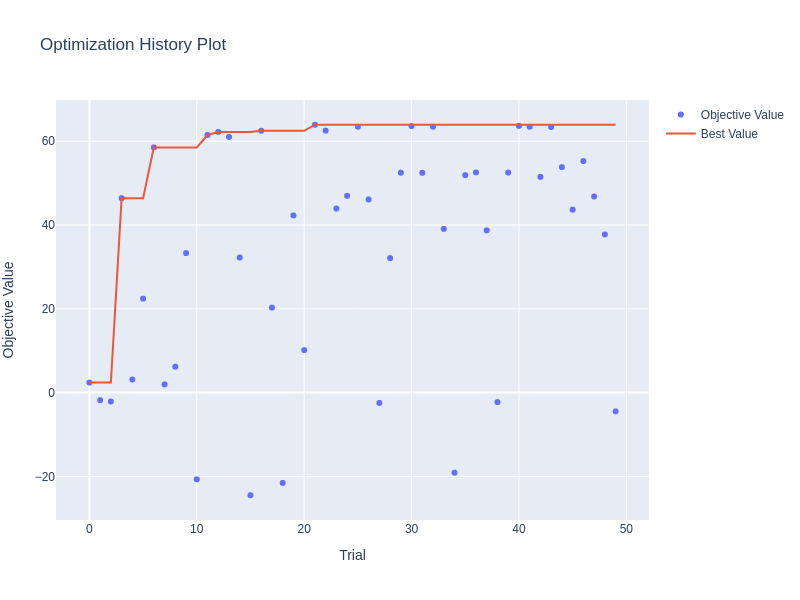 Optimization History Plot
Objective Value
Best Value
60
40
20
0
−20
0
10
20
30
40
50
Trial
Objective Value